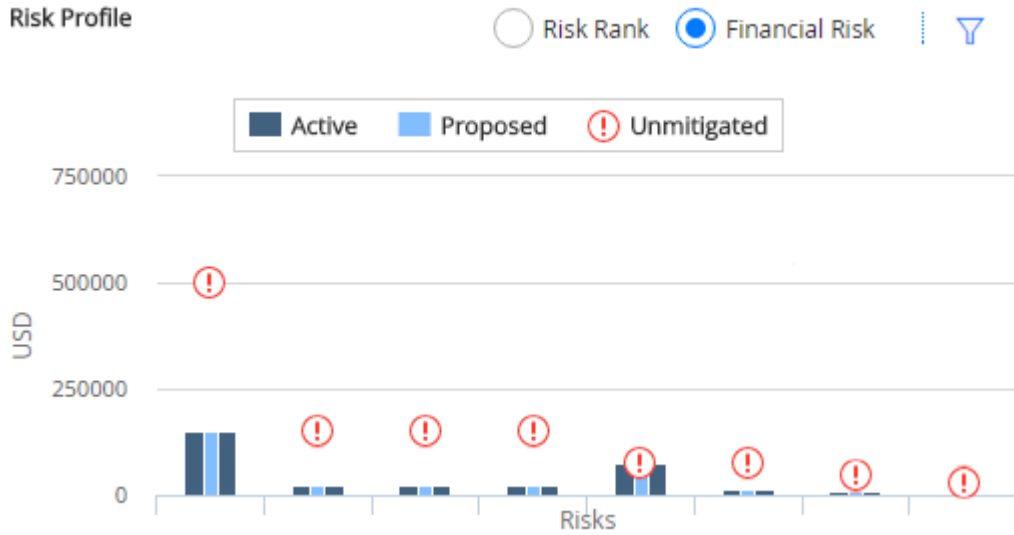 Risk Profile
Risk Rank
Financial Risk
Active
Proposed
Unmitigated
750000
500000
250000
0
USD
Risks